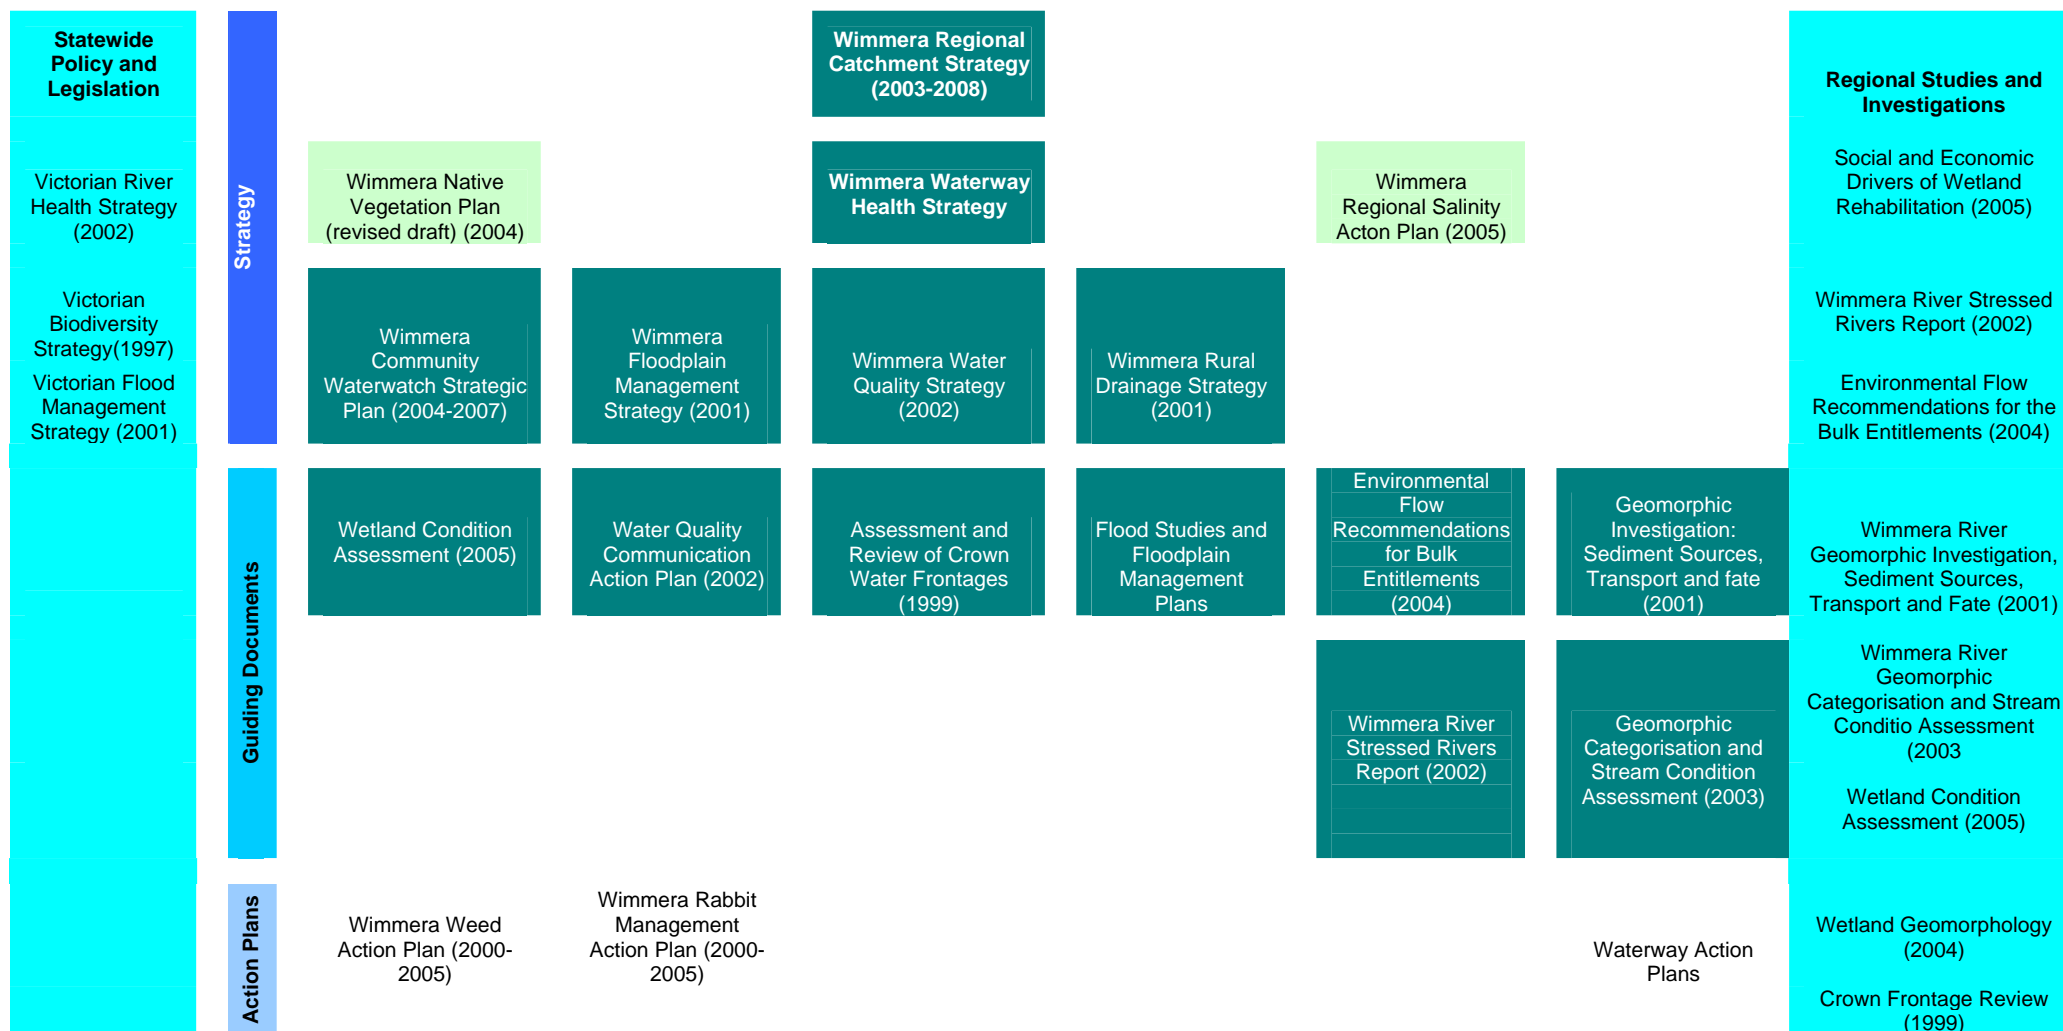 Statewide
Policy and
Legislation
Victorian River
Health Strategy
(2002)
Victorian
Biodiversity
Strategy(1997)
Victorian Flood
Management
Strategy (2001)
Strategy
Wimmera Regional
Catchment Strategy
(2003-2008)
Wimmera Native
Vegetation Plan
(revised draft) (2004)
Wimmera Waterway
Health Strategy
Wimmera
Regional Salinity
Acton Plan (2005)
Wimmera
Community
Waterwatch Strategic
Plan (2004-2007)
Wimmera
Floodplain
Management
Strategy (2001)
Wimmera Water
Quality Strategy
(2002)
Wimmera Rural
Drainage Strategy
(2001)
Guiding Documents
Wetland Condition
Assessment (2005)
Water Quality
Communication
Action Plan (2002)
Assessment and
Review of Crown
Water Frontages
(1999)
Flood Studies and
Floodplain
Management
Plans
Environmental
Flow
Recommendations
for Bulk
Entitlements
(2004)
Geomorphic
Investigation:
Sediment Sources,
Transport and fate
(2001)
Wimmera River
Stressed Rivers
Report (2002)
Geomorphic
Categorisation and
Stream Condition
Assessment (2003)
Action Plans
Wimmera Weed
Action Plan (2000-
2005)
Wimmera Rabbit
Management
Action Plan (2000-
2005)
Waterway Action
Plans
Regional Studies and
Investigations
Social and Economic
Drivers of Wetland
Rehabilitation (2005)
Wimmera River Stressed
Rivers Report (2002)
Environmental Flow
Recommendations for the
Bulk Entitlements (2004)
Wimmera River
Geomorphic Investigation,
Sediment Sources,
Transport and Fate (2001)
Wimmera River
Geomorphic
Categorisation and Stream
Conditio Assessment
(2003
Wetland Condition
Assessment (2005)
Wetland Geomorphology
(2004)
Crown Frontage Review
(1999)